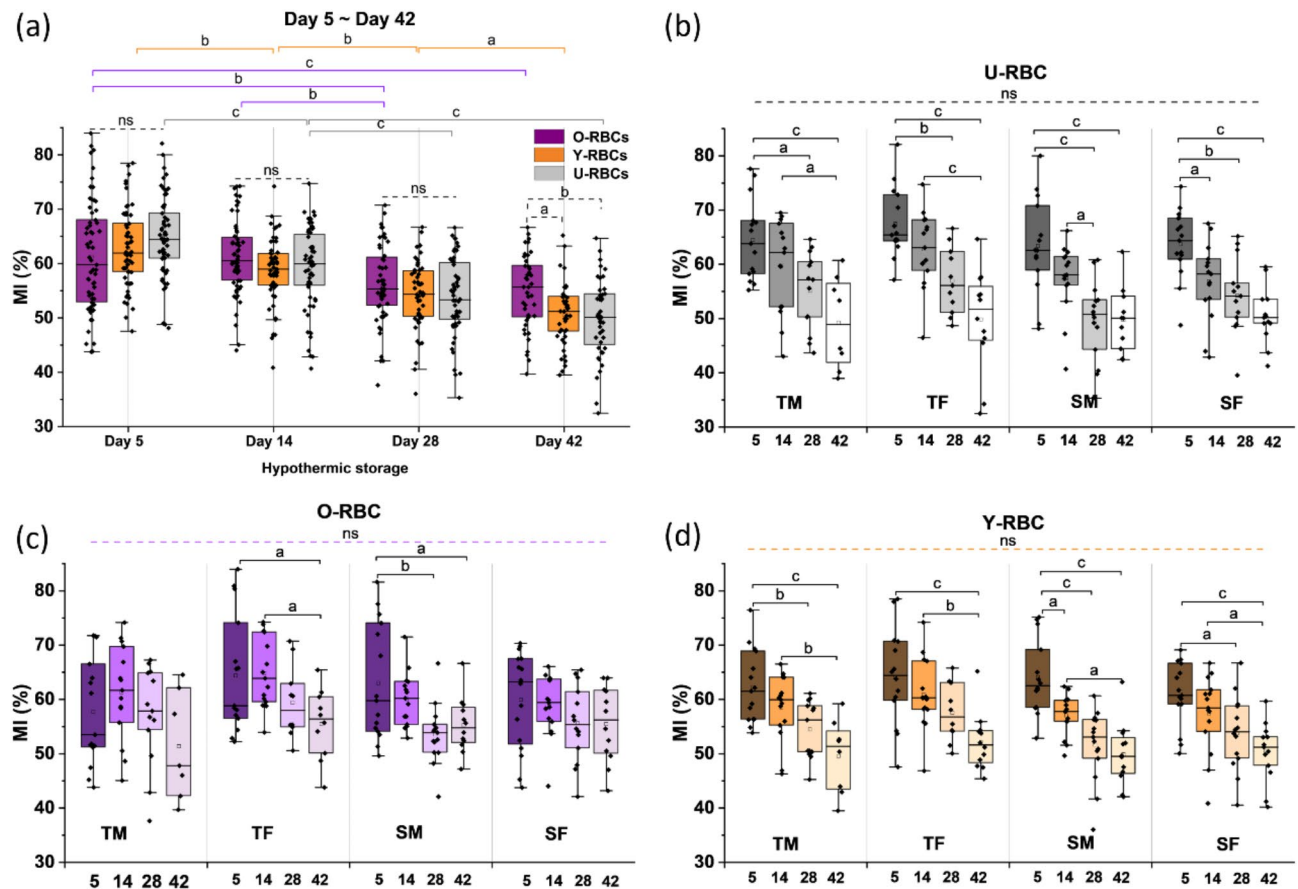 (a)
Day 5 ~ Day 42
b b a
c
b
b
c c
ns c
O-RBCs
Y-RBCs
U-RBCs
ns ns b
a
MI (%)
80
70
60
50
40
30
Day 5 Day 14 Day 28 Day 42
Hypothermic storage
(b)
U-RBC
ns
c c c c
a b c b
a c a a
MI (%)
80
70
60
50
40
30
TM TF SM SF
5 14 28 42 5 14 28 42 5 14 28 42 5 14 28 42
(c)
O-RBC
ns
a a
b
a
MI (%)
80
70
60
50
40
30
TM TF SM SF
5 14 28 42 5 14 28 42 5 14 28 42 5 14 28 42
(d)
Y-RBC
ns
c c c c
b b c a
b a a
a
MI (%)
80
70
60
50
40
30
TM TF SM SF
5 14 28 42 5 14 28 42 5 14 28 42 5 14 28 42